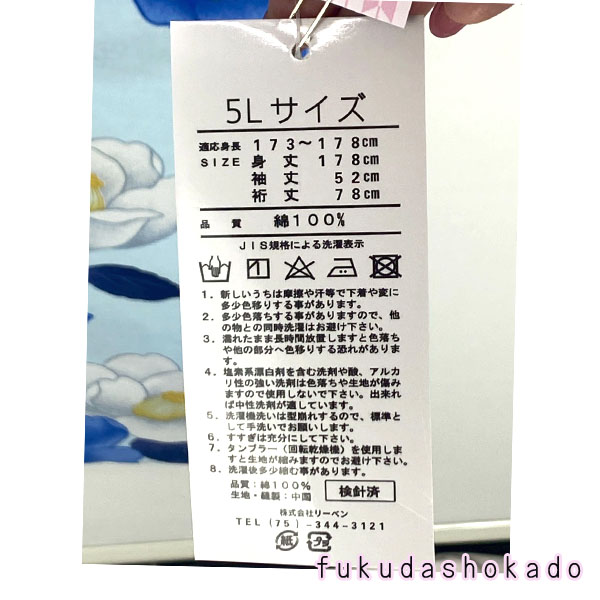 5Lサイズ
適応身長 173〜178cm
SIZE 身丈 178cm
袖丈 52cm
裄丈 78cm
品質 綿100%
JIS規格による洗濯表示
1．新しいうちは摩擦や汗等で下着や変に
多少色移りする事があります。
2．多少色落ちする事がありますので、他
の物との同時洗濯はお避け下さい。
3．濡れたまま長時間放置しますと色落ち
や他の部分へ色移りする恐れがありま
す。
4．塩素系漂白剤を含む洗剤や酸、アルカ
リ性の強い洗剤は色落ちや生地が傷み
ますので使用しないで下さい。出来れ
ば中性洗剤が適しています。
5．洗濯機洗いは型崩れするので、標準と
して手洗いでお願いします。
6．すすぎは充分にして下さい。
7．タンブラー（回転乾燥機）を使用しま
すと生地が縮みますのでお避け下さい。
8．洗濯後多少縮む事があります。
品質：綿100%
生地・縫製：中国
検針済
株式会社リーベン
TEL(75)-344-3121
紙
fukudashokado